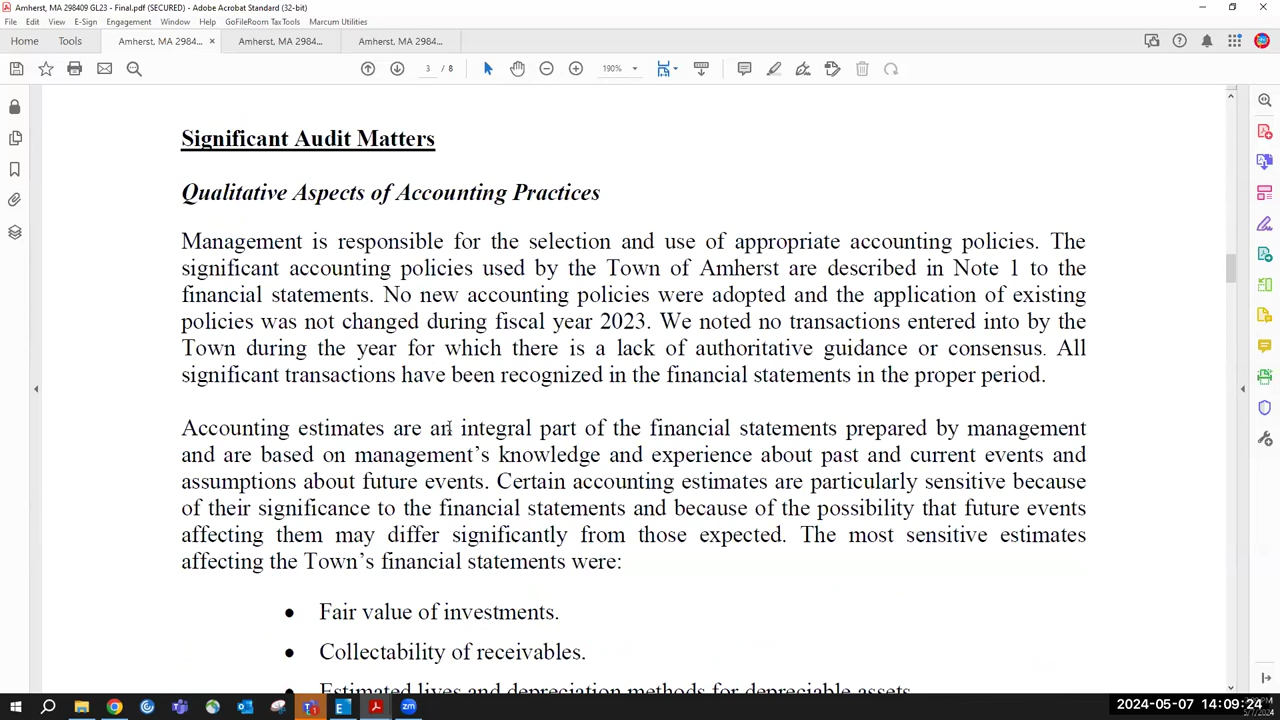 Amherst, MA 298409 GL23 - Final.pdf (SECURED) - Adobe Acrobat Standard (32-bit)
File Edit View E-Sign Engagement Window Help GoFileRoom TaxTools Marcum Utilities
Home Tools Amherst, MA 2984... × Amherst, MA 2984... Amherst, MA 2984...
3 / 8 190%
Significant Audit Matters
Qualitative Aspects of Accounting Practices
Management is responsible for the selection and use of appropriate accounting policies. The
significant accounting policies used by the Town of Amherst are described in Note 1 to the
financial statements. No new accounting policies were adopted and the application of existing
policies was not changed during fiscal year 2023. We noted no transactions entered into by the
Town during the year for which there is a lack of authoritative guidance or consensus. All
significant transactions have been recognized in the financial statements in the proper period.
Accounting estimates are an integral part of the financial statements prepared by management
and are based on management’s knowledge and experience about past and current events and
assumptions about future events. Certain accounting estimates are particularly sensitive because
of their significance to the financial statements and because of the possibility that future events
affecting them may differ significantly from those expected. The most sensitive estimates
affecting the Town’s financial statements were:
• Fair value of investments.
• Collectability of receivables.
• Estimated lives and depreciation methods for depreciable assets.
2024-05-07 14:09:24